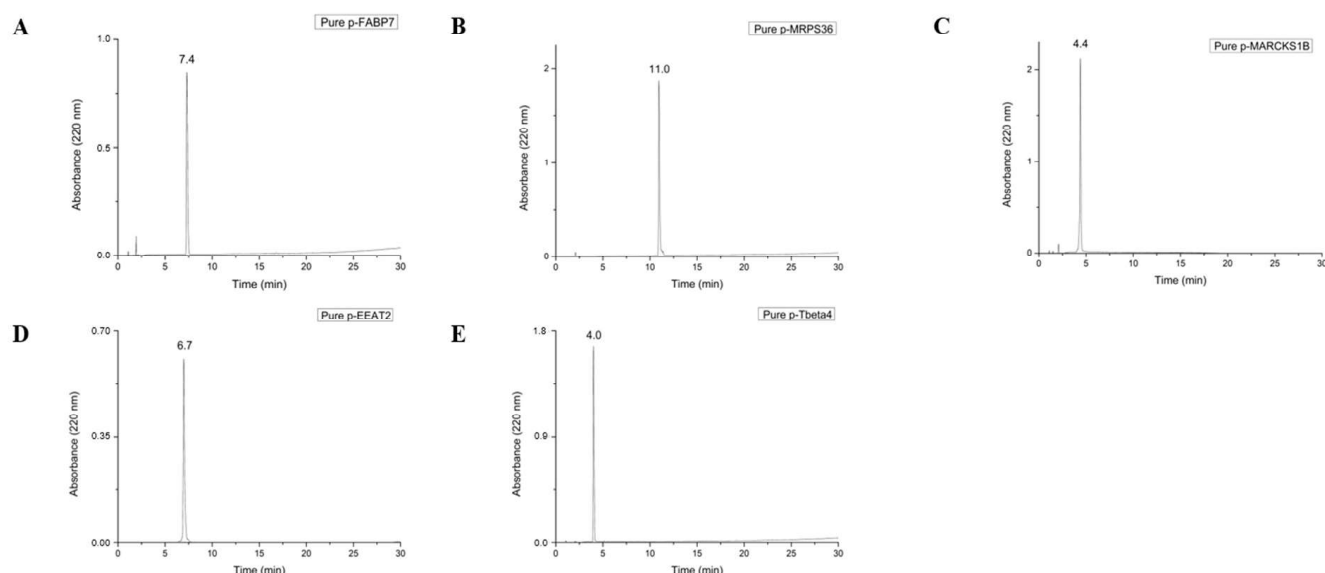 A
Pure p-FABP7
7.4
1.0
0.5
0.0
Absorbance (220 nm)
0 5 10 15 20 25 30
Time (min)
B
Pure p-MRPS36
11.0
2
1
0
Absorbance (220 nm)
0 5 10 15 20 25 30
Time (min)
C
Pure p-MARCKS1B
4.4
2
1
0
Absorbance (220 nm)
0 5 10 15 20 25 30
Time (min)
D
Pure p-EEAT2
6.7
0.70
0.35
0.00
Absorbance (220 nm)
0 5 10 15 20 25 30
Time (min)
E
Pure p-Tbeta4
4.0
1.8
0.9
0.0
Absorbance (220 nm)
0 5 10 15 20 25 30
Time (min)